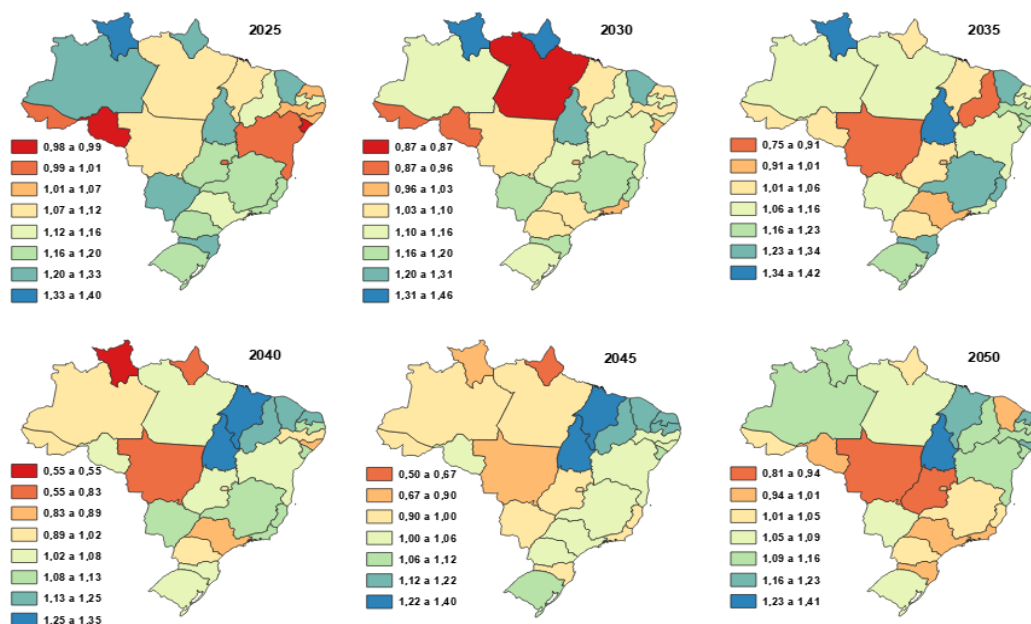 2025
0,98 a 0,99
0,99 a 1,01
1,01 a 1,07
1,07 a 1,12
1,12 a 1,16
1,16 a 1,20
1,20 a 1,33
1,33 a 1,40
2030
0,87 a 0,87
0,87 a 0,96
0,96 a 1,03
1,03 a 1,10
1,10 a 1,16
1,16 a 1,20
1,20 a 1,31
1,31 a 1,46
2035
0,75 a 0,91
0,91 a 1,01
1,01 a 1,06
1,06 a 1,16
1,16 a 1,23
1,23 a 1,34
1,34 a 1,42
2040
0,55 a 0,55
0,55 a 0,83
0,83 a 0,89
0,89 a 1,02
1,02 a 1,08
1,08 a 1,13
1,13 a 1,25
1,25 a 1,35
2045
0,50 a 0,67
0,67 a 0,90
0,90 a 1,00
1,00 a 1,06
1,06 a 1,12
1,12 a 1,22
1,22 a 1,40
2050
0,81 a 0,94
0,94 a 1,01
1,01 a 1,05
1,05 a 1,09
1,09 a 1,16
1,16 a 1,23
1,23 a 1,41